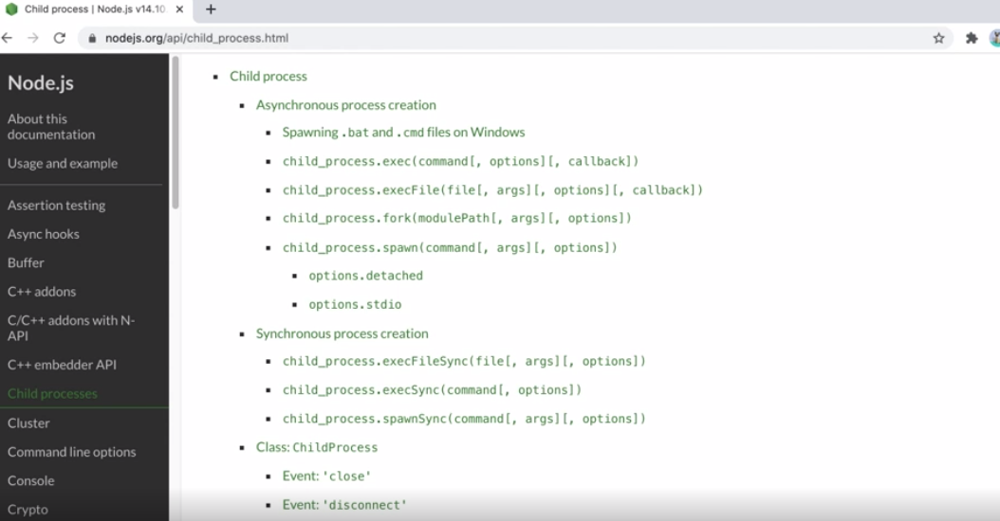 Child process | Node.js v14.10
nodejs.org/api/child_process.html
Node.js
About this
documentation
Usage and example
Assertion testing
Async hooks
Buffer
C++ addons
C/C++ addons with N-
API
C++ embedder API
Child processes
Cluster
Command line options
Console
Crypto
Child process
Asynchronous process creation
Spawning .bat and .cmd files on Windows
child_process.exec(command[, options][, callback])
child_process.execFile(file[, args][, options][, callback])
child_process.fork(modulePath[, args][, options])
child_process.spawn(command[, args][, options])
options.detached
options.stdio
Synchronous process creation
child_process.execFileSync(file[, args][, options])
child_process.execSync(command[, options])
child_process.spawnSync(command[, args][, options])
Class: ChildProcess
Event: 'close'
Event: 'disconnect'